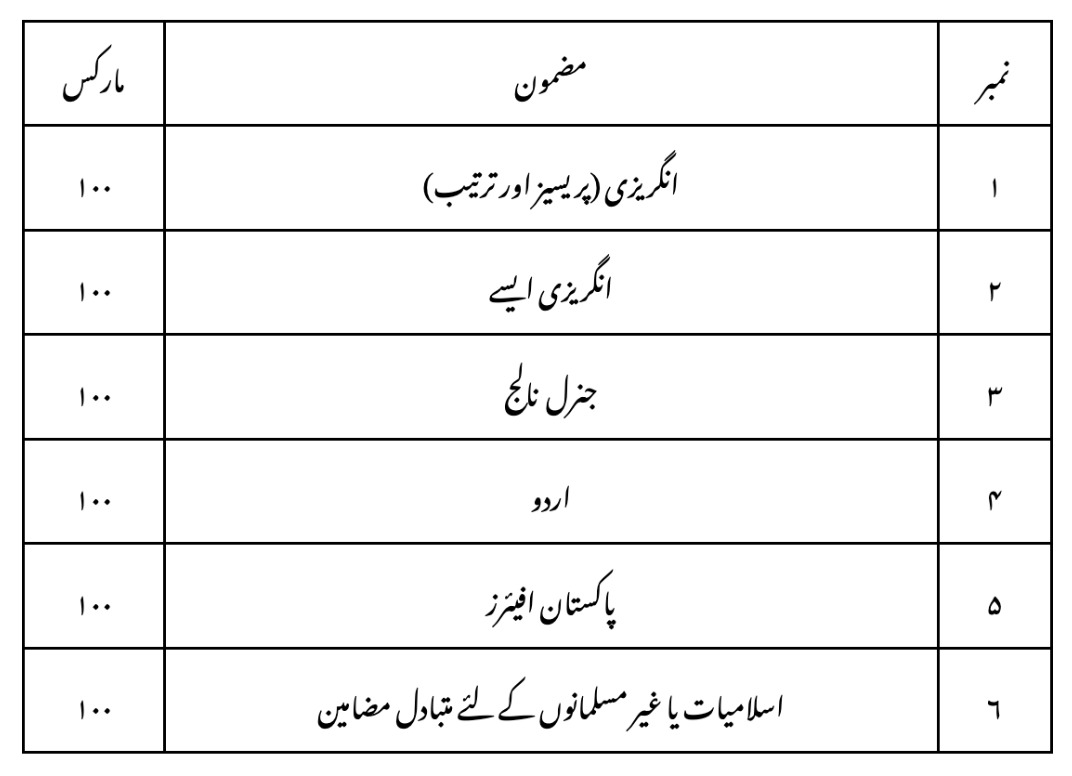 نمبر مضمون مارکس
۱ انگریزی (پریسیز اور ترتیب) ۱۰۰
۲ انگریزی ایسے ۱۰۰
۳ جنرل نالج ۱۰۰
۴ اردو ۱۰۰
۵ پاکستان افیئرز ۱۰۰
٦ اسلامیات یا غیر مسلمانوں کے لئے متبادل مضامین ۱۰۰